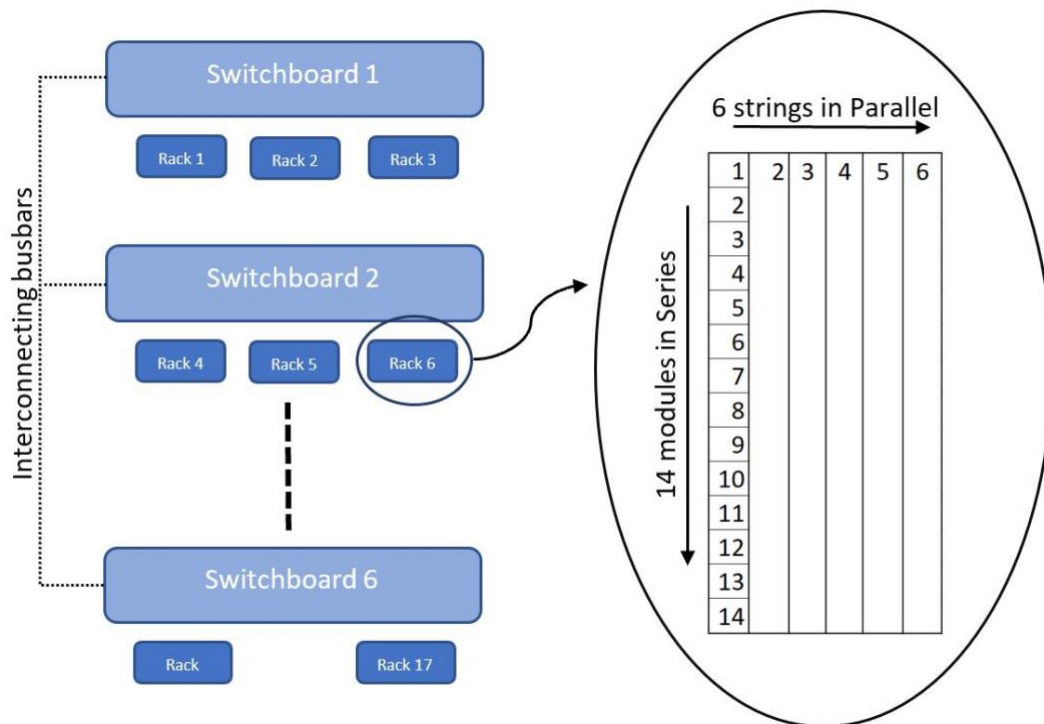 Switchboard 1
Rack 1
Rack 2
Rack 3
Interconnecting busbars
Switchboard 2
Rack 4
Rack 5
Rack 6
Switchboard 6
Rack
Rack 17
6 strings in Parallel
14 modules in Series
1 2 3 4 5 6
2
3
4
5
6
7
8
9
10
11
12
13
14